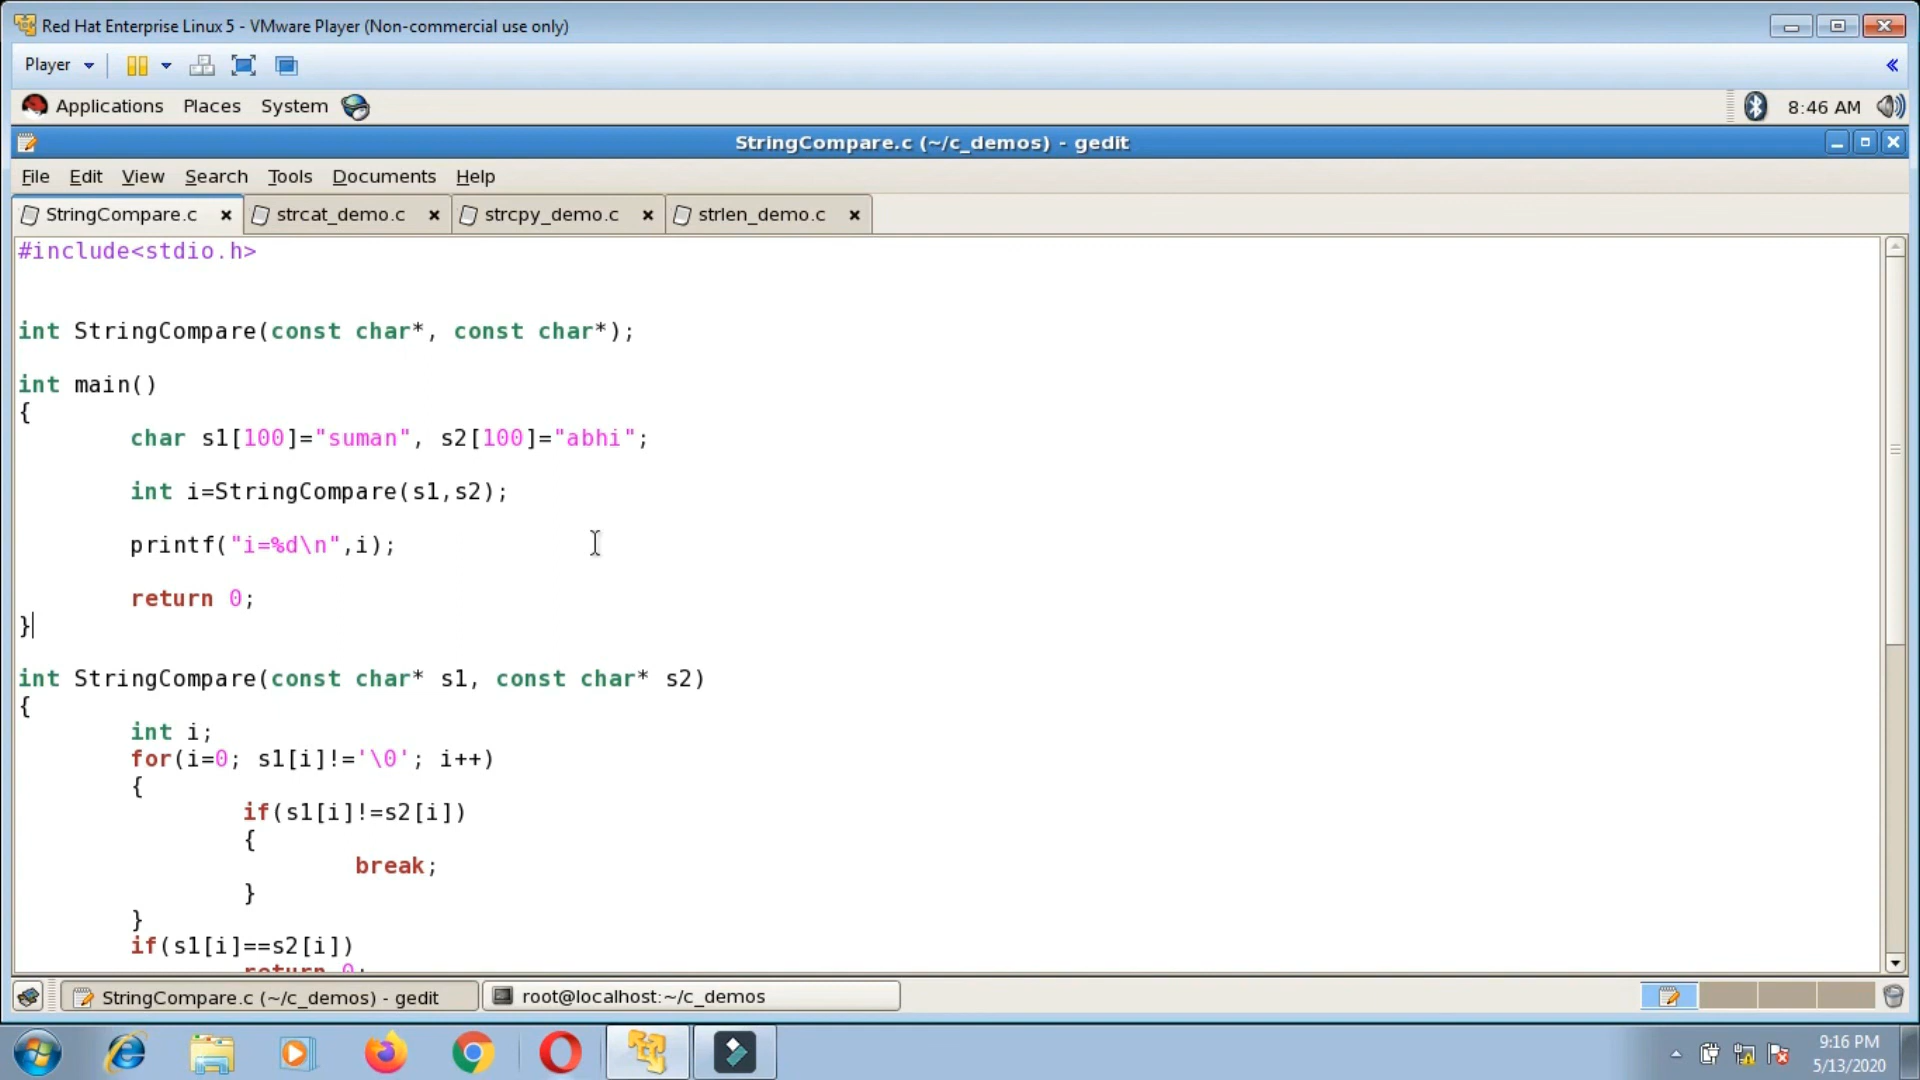 Red Hat Enterprise Linux 5 - VMware Player (Non-commercial use only)
Player
Applications Places System 8:46 AM
StringCompare.c (~/c_demos) - gedit
File Edit View Search Tools Documents Help
StringCompare.c strcat_demo.c strcpy_demo.c strlen_demo.c
#include<stdio.h>
int StringCompare(const char*, const char*);
int main()
{
char s1[100]="suman", s2[100]="abhi";
int i=StringCompare(s1,s2);
printf("i=%d\n",i);
return 0;
}
int StringCompare(const char* s1, const char* s2)
{
int i;
for(i=0; s1[i]!='\0'; i++)
{
if(s1[i]!=s2[i])
{
break;
}
}
if(s1[i]==s2[i])
return 0;
StringCompare.c (~/c_demos) - gedit root@localhost:~/c_demos
9:16 PM
5/13/2020